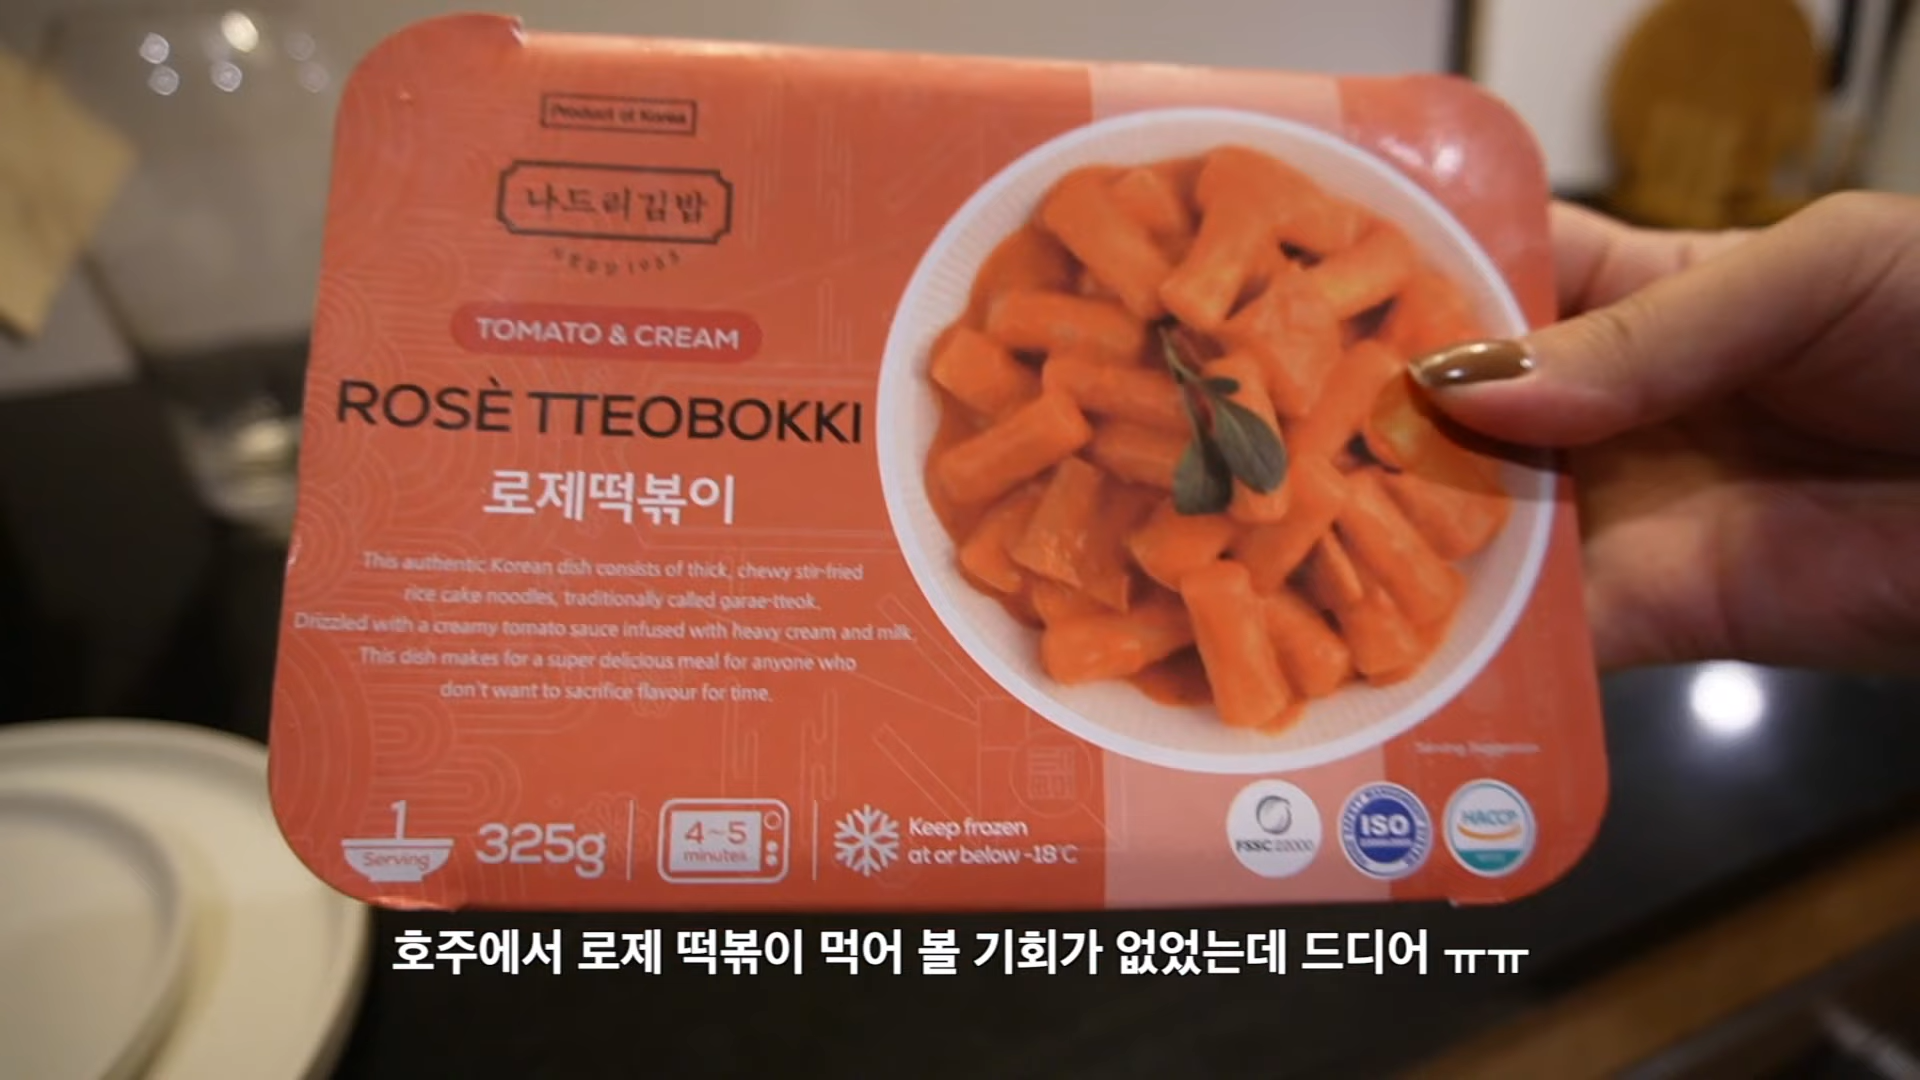 Product of Korea
나드리김밥
TOMATO & CREAM
ROSÈ TTEOBOKKI
로제떡볶이
This authentic Korean dish consists of thick, chewy stir-fried
rice cake noodles, traditionally called garae-tteok.
Drizzled with a creamy tomato sauce infused with heavy cream and milk.
This dish makes for a super delicious meal for anyone who
don't want to sacrifice flavour for time.
Serving Suggestion
1
Serving
325g
4~5
minutes
Keep frozen
at or below -18°C
FSSC 22000
ISO
HACCP
호주에서 로제 떡볶이 먹어 볼 기회가 없었는데 드디어 ㅠㅠ